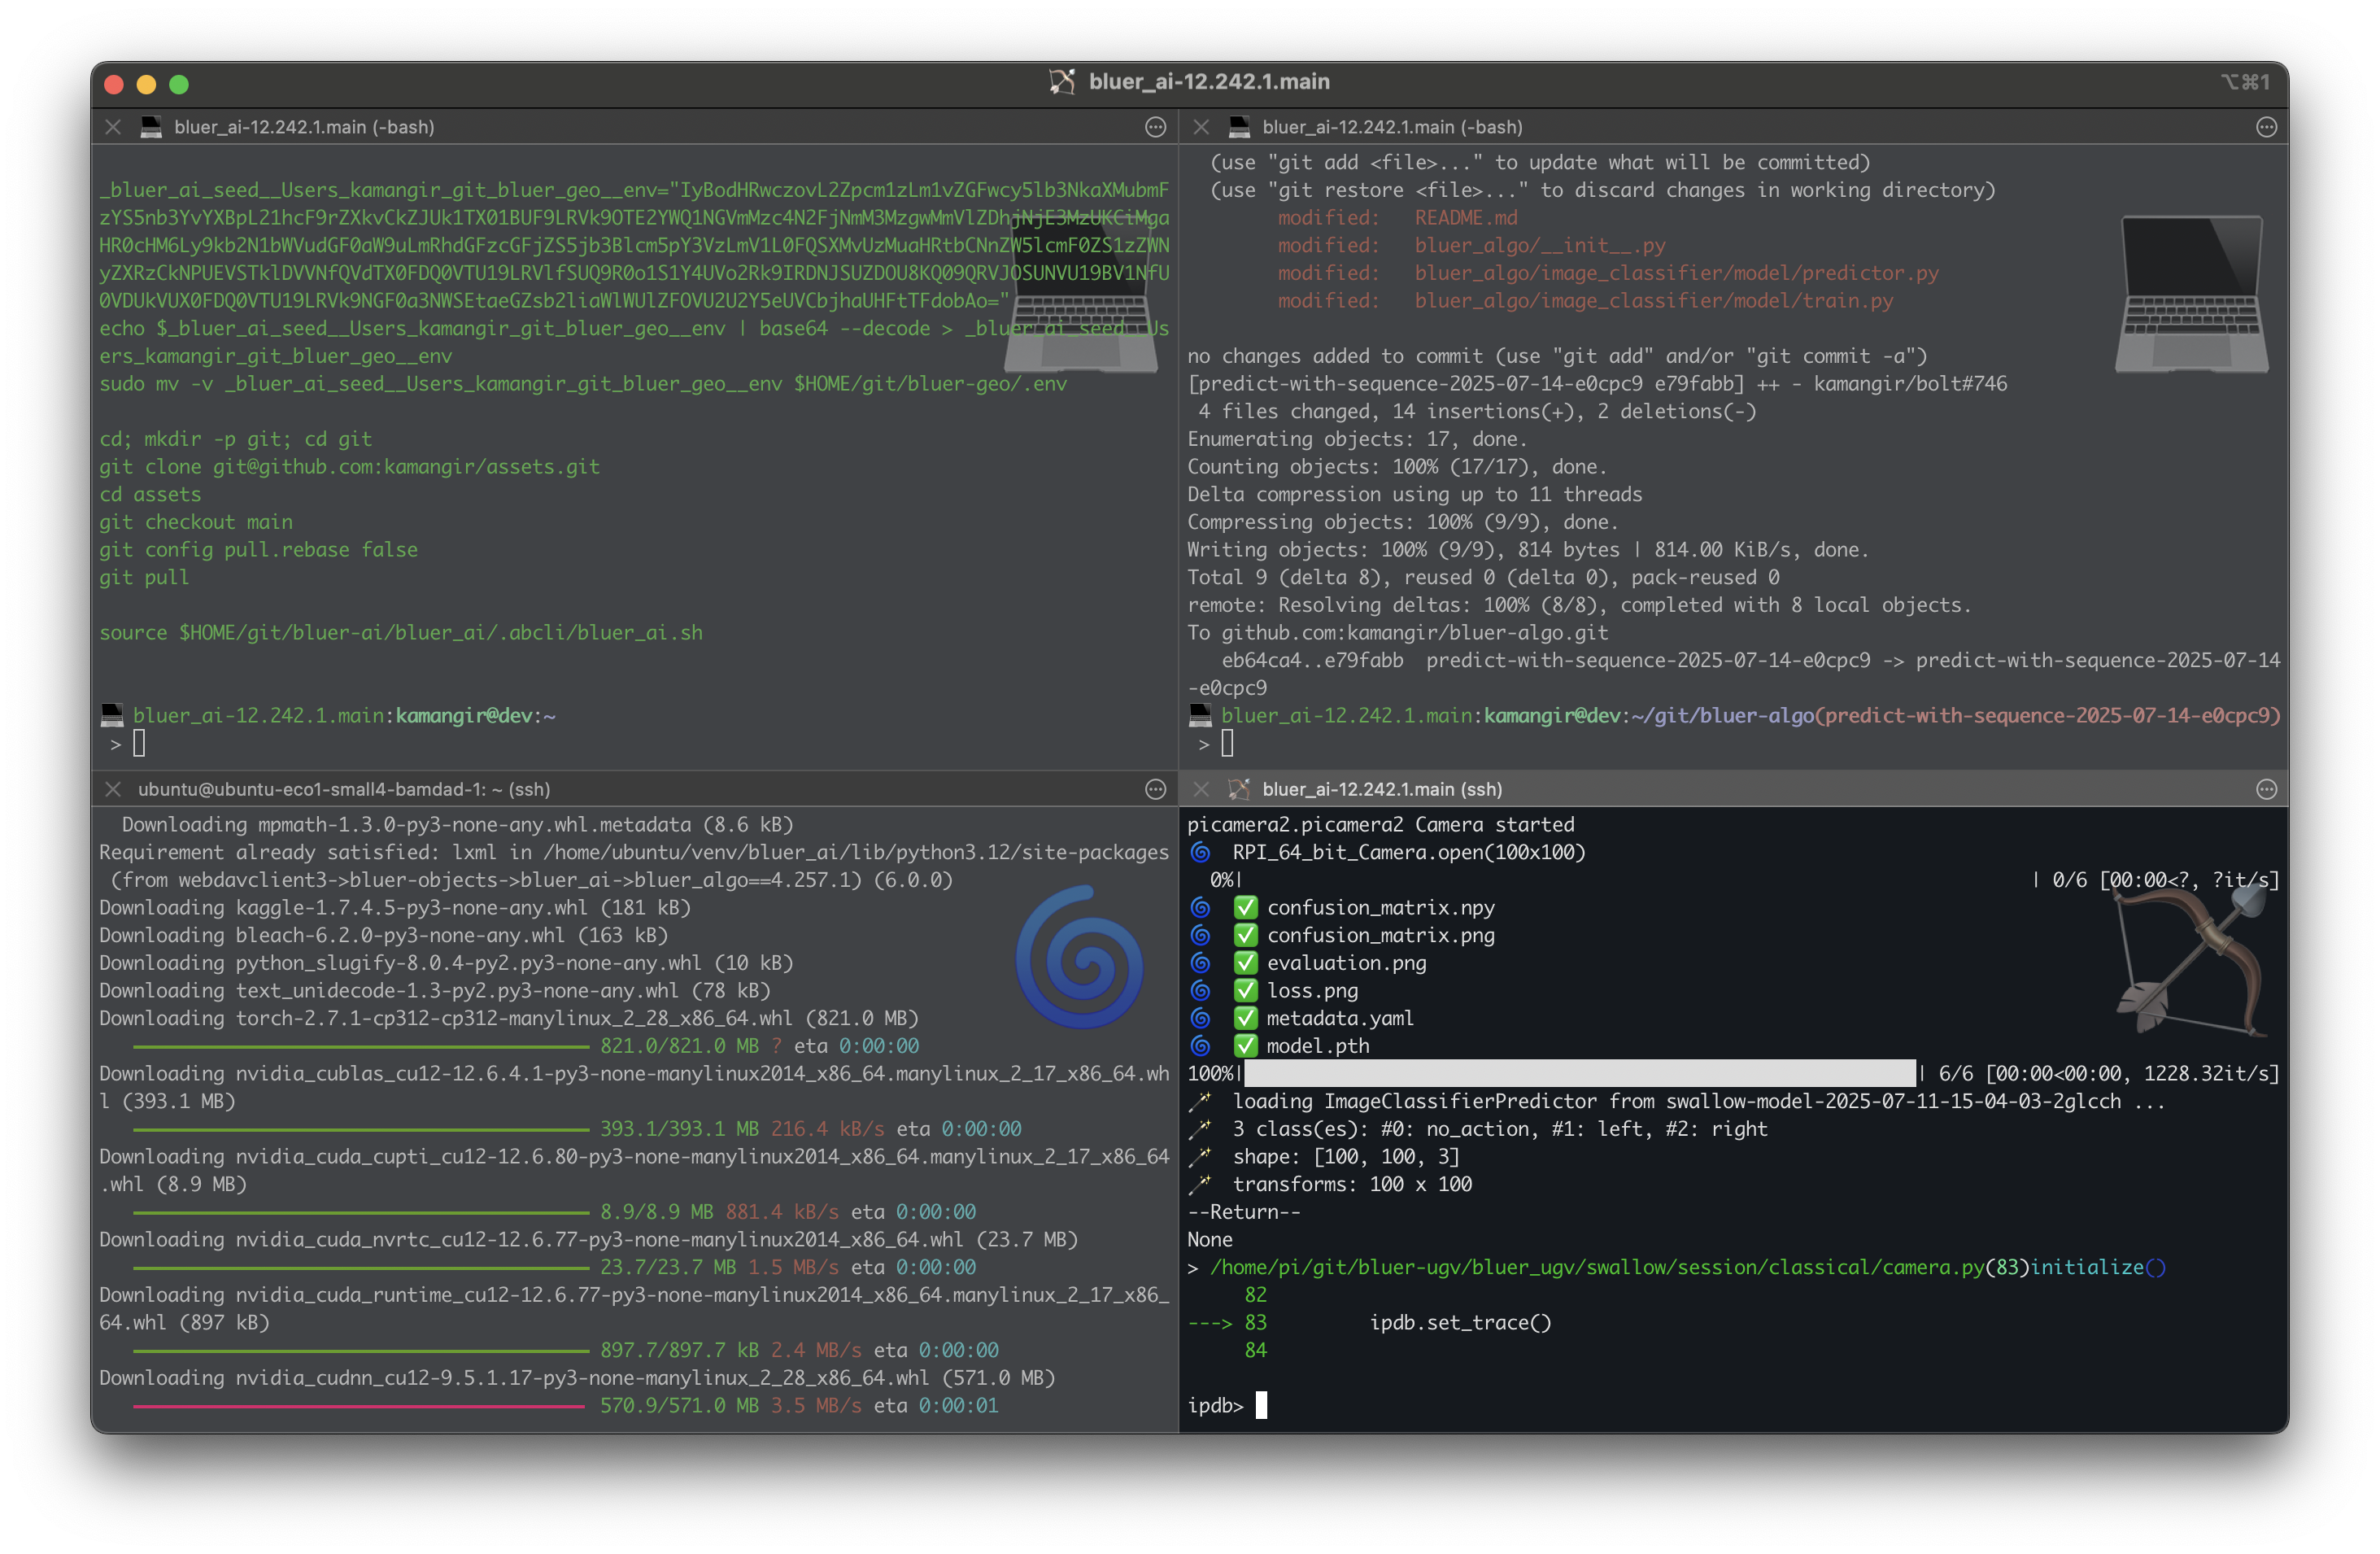 bluer_ai-12.242.1.main
⌥⌘1
bluer_ai-12.242.1.main (-bash)
_bluer_ai_seed__Users_kamangir_git_bluer_geo__env="
echo $_bluer_ai_seed__Users_kamangir_git_bluer_geo__env | base64 --decode > _bluer_ai_seed__Us
ers_kamangir_git_bluer_geo__env
sudo mv -v _bluer_ai_seed__Users_kamangir_git_bluer_geo__env $HOME/git/bluer-geo/.env
cd; mkdir -p git; cd git
git clone git@github.com:kamangir/assets.git
cd assets
git checkout main
git config pull.rebase false
git pull
source $HOME/git/bluer-ai/bluer_ai/.abcli/bluer_ai.sh
bluer_ai-12.242.1.main:kamangir@dev:~
>
bluer_ai-12.242.1.main (-bash)
(use "git add <file>..." to update what will be committed)
(use "git restore <file>..." to discard changes in working directory)
modified:   README.md
modified:   bluer_algo/__init__.py
modified:   bluer_algo/image_classifier/model/predictor.py
modified:   bluer_algo/image_classifier/model/train.py
no changes added to commit (use "git add" and/or "git commit -a")
[predict-with-sequence-2025-07-14-e0cpc9 e79fabb] ++ - kamangir/bolt#746
4 files changed, 14 insertions(+), 2 deletions(-)
Enumerating objects: 17, done.
Counting objects: 100% (17/17), done.
Delta compression using up to 11 threads
Compressing objects: 100% (9/9), done.
Writing objects: 100% (9/9), 814 bytes | 814.00 KiB/s, done.
Total 9 (delta 8), reused 0 (delta 0), pack-reused 0
remote: Resolving deltas: 100% (8/8), completed with 8 local objects.
To github.com:kamangir/bluer-algo.git
eb64ca4..e79fabb  predict-with-sequence-2025-07-14-e0cpc9 -> predict-with-sequence-2025-07-14
-e0cpc9
bluer_ai-12.242.1.main:kamangir@dev:~/git/bluer-algo(predict-with-sequence-2025-07-14-e0cpc9)
>
ubuntu@ubuntu-eco1-small4-bamdad-1: ~ (ssh)
Downloading mpmath-1.3.0-py3-none-any.whl.metadata (8.6 kB)
Requirement already satisfied: lxml in /home/ubuntu/venv/bluer_ai/lib/python3.12/site-packages
(from webdavclient3->bluer-objects->bluer_ai->bluer_algo==4.257.1) (6.0.0)
Downloading kaggle-1.7.4.5-py3-none-any.whl (181 kB)
Downloading bleach-6.2.0-py3-none-any.whl (163 kB)
Downloading python_slugify-8.0.4-py2.py3-none-any.whl (10 kB)
Downloading text_unidecode-1.3-py2.py3-none-any.whl (78 kB)
Downloading torch-2.7.1-cp312-cp312-manylinux_2_28_x86_64.whl (821.0 MB)
821.0/821.0 MB ? eta 0:00:00
Downloading nvidia_cublas_cu12-12.6.4.1-py3-none-manylinux2014_x86_64.manylinux_2_17_x86_64.wh
l (393.1 MB)
393.1/393.1 MB 216.4 kB/s eta 0:00:00
Downloading nvidia_cuda_cupti_cu12-12.6.80-py3-none-manylinux2014_x86_64.manylinux_2_17_x86_64
.whl (8.9 MB)
8.9/8.9 MB 881.4 kB/s eta 0:00:00
Downloading nvidia_cuda_nvrtc_cu12-12.6.77-py3-none-manylinux2014_x86_64.whl (23.7 MB)
23.7/23.7 MB 1.5 MB/s eta 0:00:00
Downloading nvidia_cuda_runtime_cu12-12.6.77-py3-none-manylinux2014_x86_64.manylinux_2_17_x86_
64.whl (897 kB)
897.7/897.7 kB 2.4 MB/s eta 0:00:00
Downloading nvidia_cudnn_cu12-9.5.1.17-py3-none-manylinux_2_28_x86_64.whl (571.0 MB)
570.9/571.0 MB 3.5 MB/s eta 0:00:01
bluer_ai-12.242.1.main (ssh)
picamera2.picamera2 Camera started
RPI_64_bit_Camera.open(100x100)
0%| | 0/6 [00:00<?, ?it/s]
✅ confusion_matrix.npy
✅ confusion_matrix.png
✅ evaluation.png
✅ loss.png
✅ metadata.yaml
✅ model.pth
100%| | 6/6 [00:00<00:00, 1228.32it/s]
loading ImageClassifierPredictor from swallow-model-2025-07-11-15-04-03-2glcch ...
3 class(es): #0: no_action, #1: left, #2: right
shape: [100, 100, 3]
transforms: 100 x 100
--Return--
None
> /home/pi/git/bluer-ugv/bluer_ugv/swallow/session/classical/camera.py(83)initialize()
82
---> 83         ipdb.set_trace()
84
ipdb>